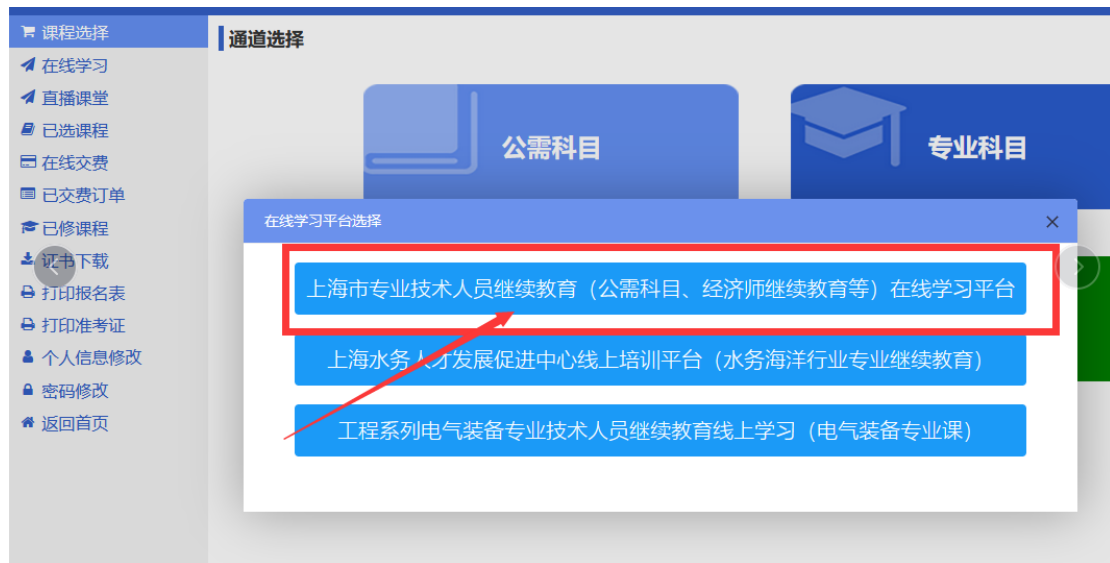 课程选择
在线学习
直播课堂
已选课程
在线交费
已交费订单
已修课程
证书下载
打印报名表
打印准考证
个人信息修改
密码修改
返回首页
通道选择
公需科目
专业科目
在线学习平台选择
上海市专业技术人员继续教育（公需科目、经济师继续教育等）在线学习平台
上海水务人才发展促进中心线上培训平台（水务海洋行业专业继续教育）
工程系列电气装备专业技术人员继续教育线上学习（电气装备专业课）